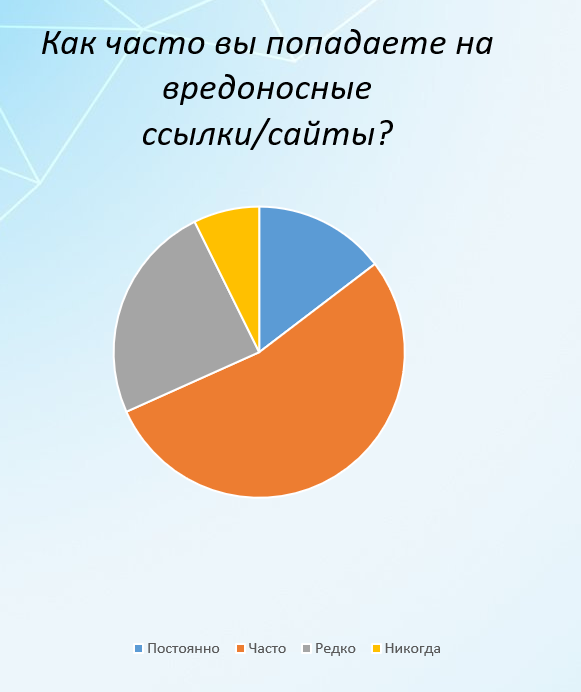 Как часто вы попадаете на
вредоносные
ссылки/сайты?
Постоянно Часто Редко Никогда